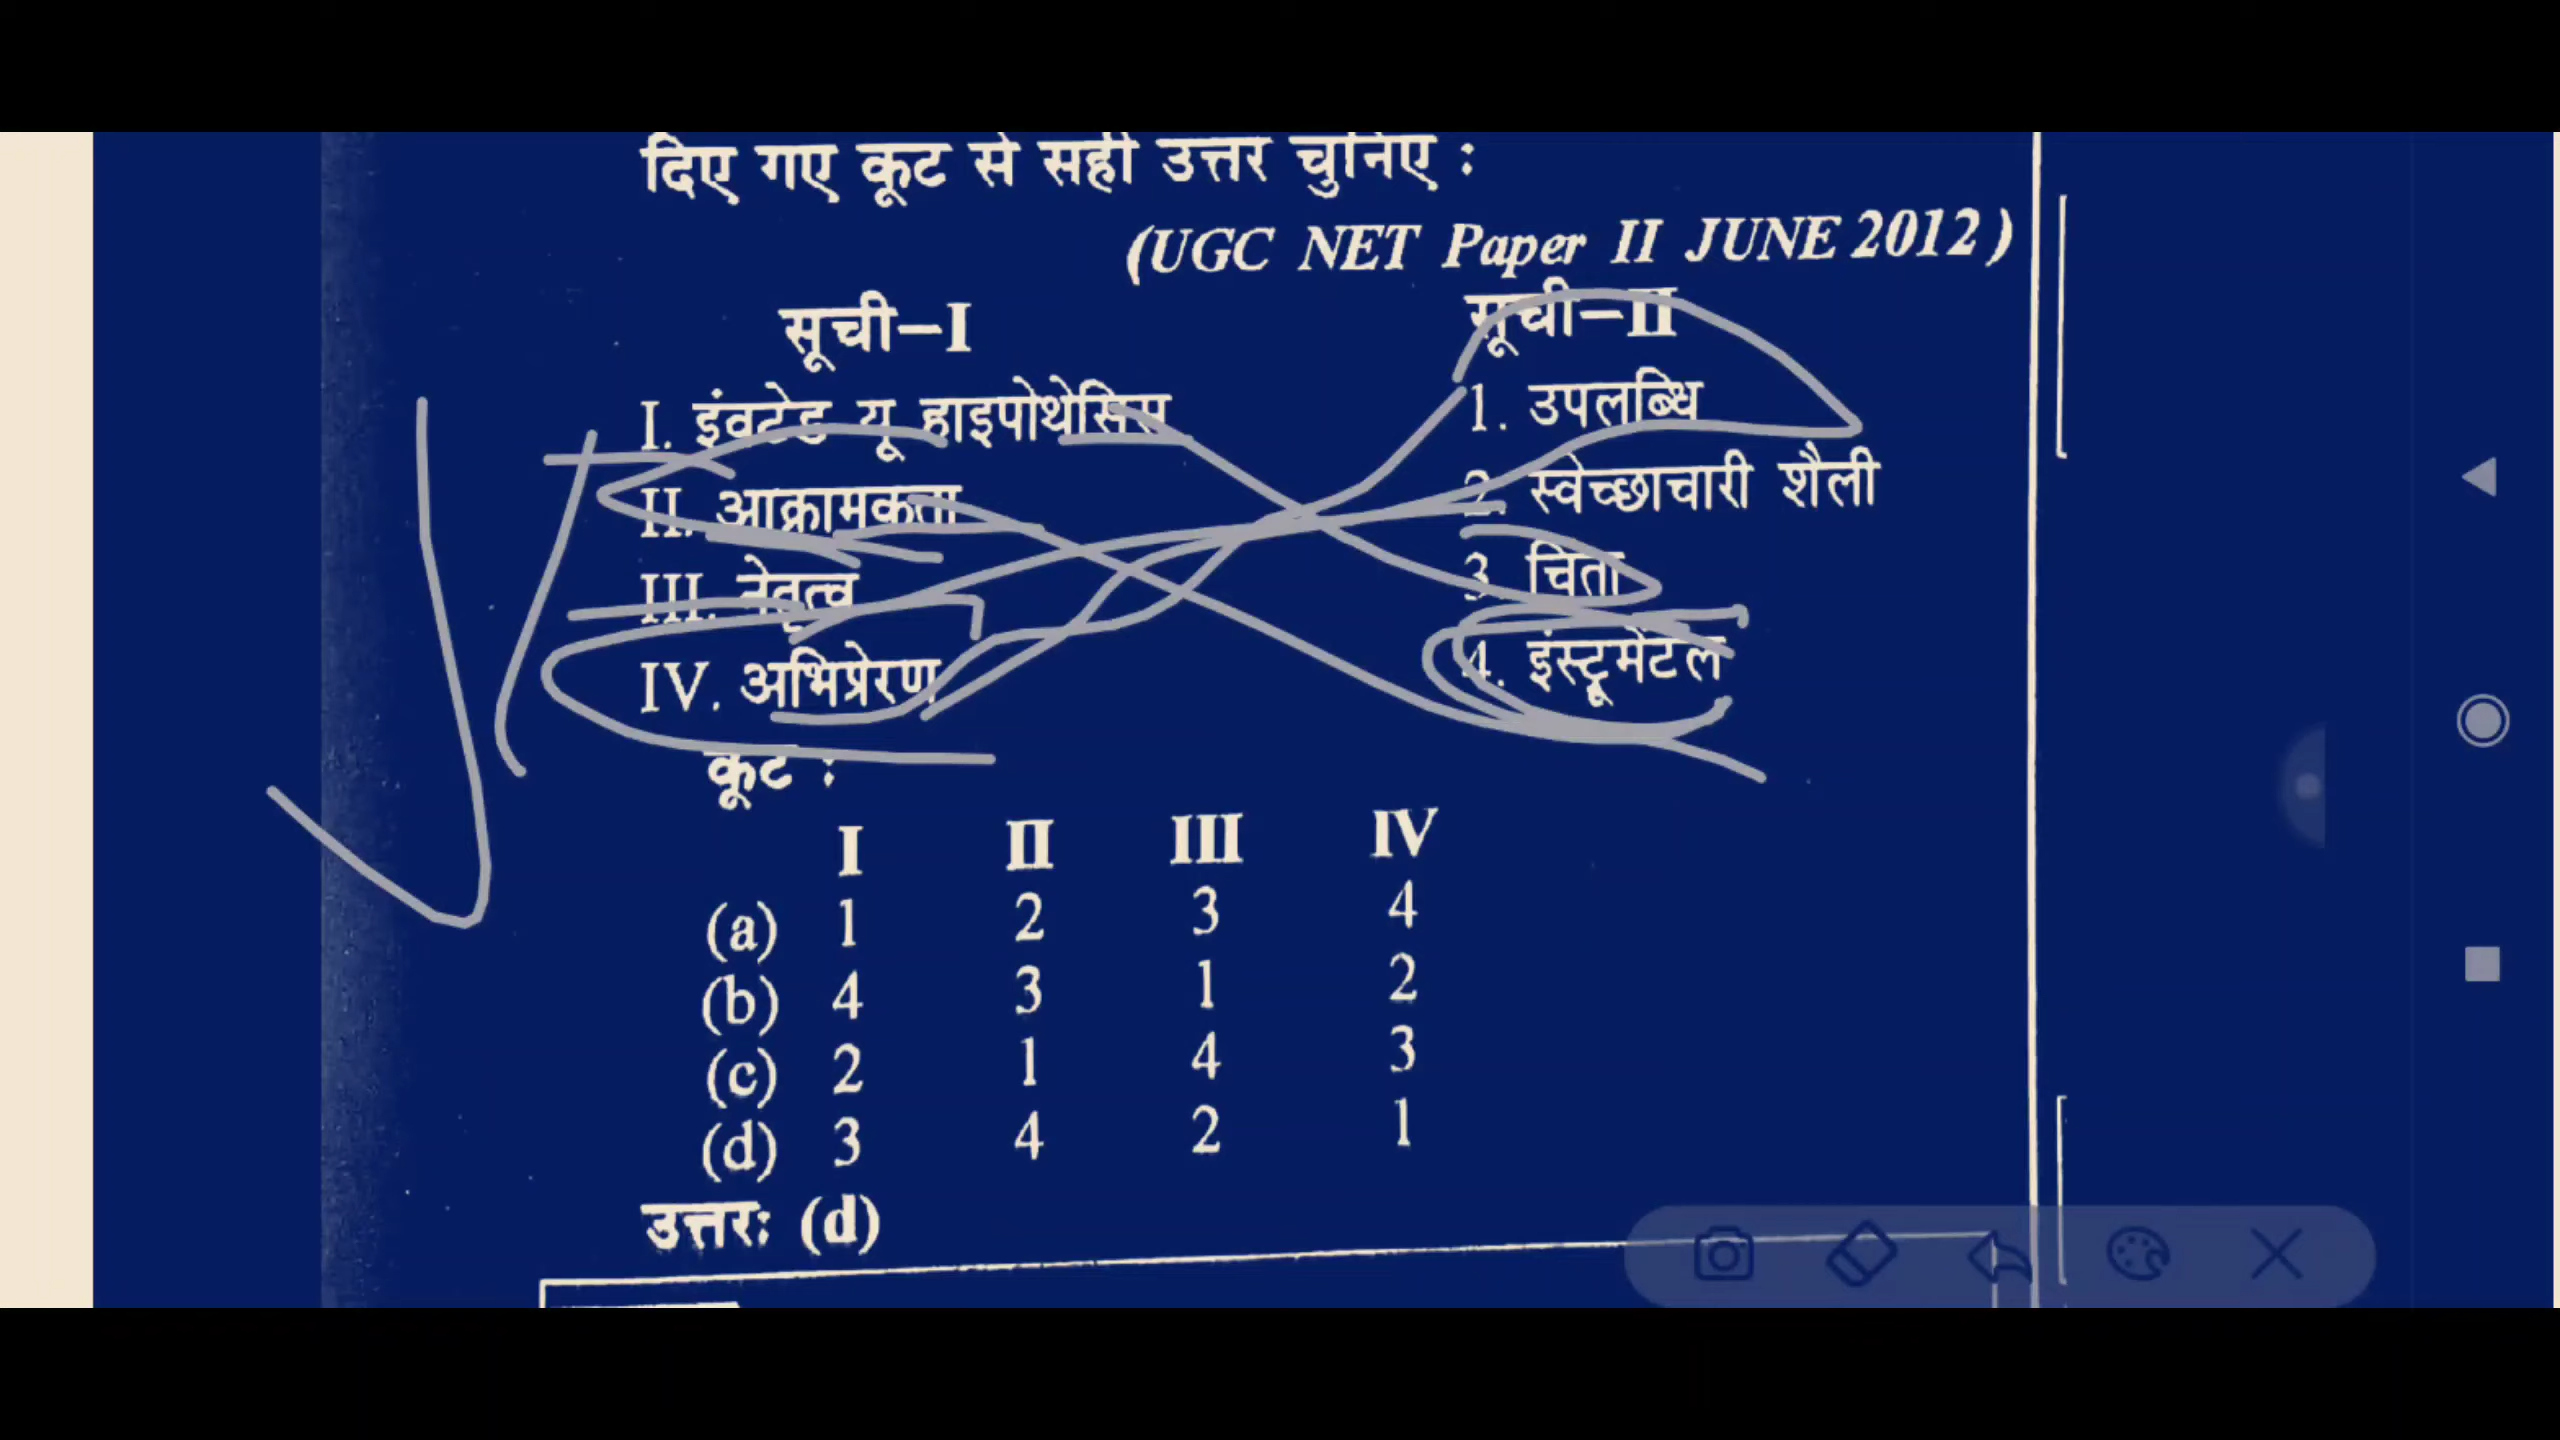 दिए गए कूट से सही उत्तर चुनिए :
(UGC NET Paper II JUNE 2012)
सूची–I सूची–II
I. इंवर्टेड यू हाइपोथेसिस 1. उपलब्धि
II. आक्रामकता 2. स्वेच्छाचारी शैली
III. नेतृत्व 3. चिंता
IV. अभिप्रेरण 4. इंस्ट्रूमेंटल
कूट :
I II III IV
(a) 1 2 3 4
(b) 4 3 1 2
(c) 2 1 4 3
(d) 3 4 2 1
उत्तरः (d)